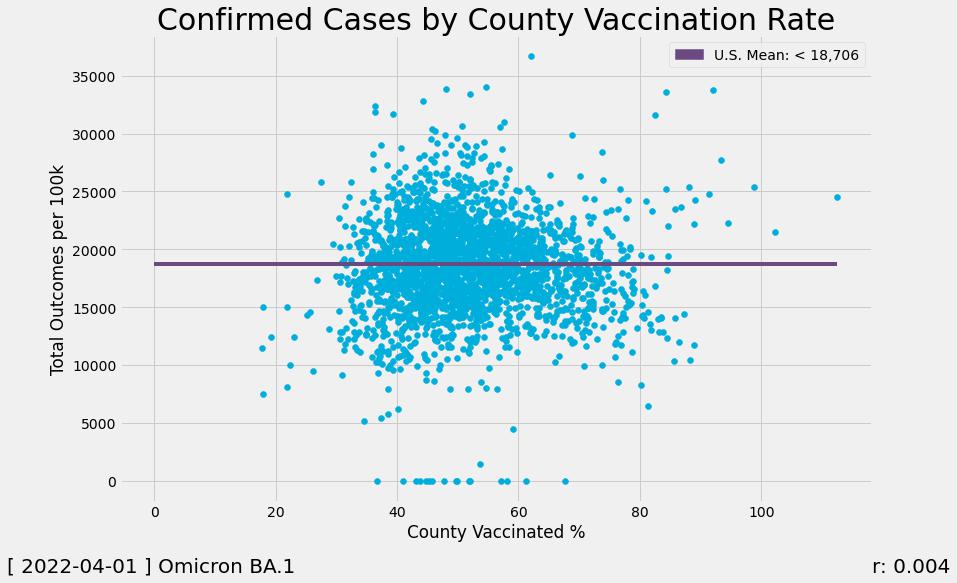 Confirmed Cases by County Vaccination Rate
U.S. Mean: < 18,706
Total Outcomes per 100k
35000
30000
25000
20000
15000
10000
5000
0
0 20 40 60 80 100
County Vaccinated %
[ 2022-04-01 ] Omicron BA.1
r: 0.004